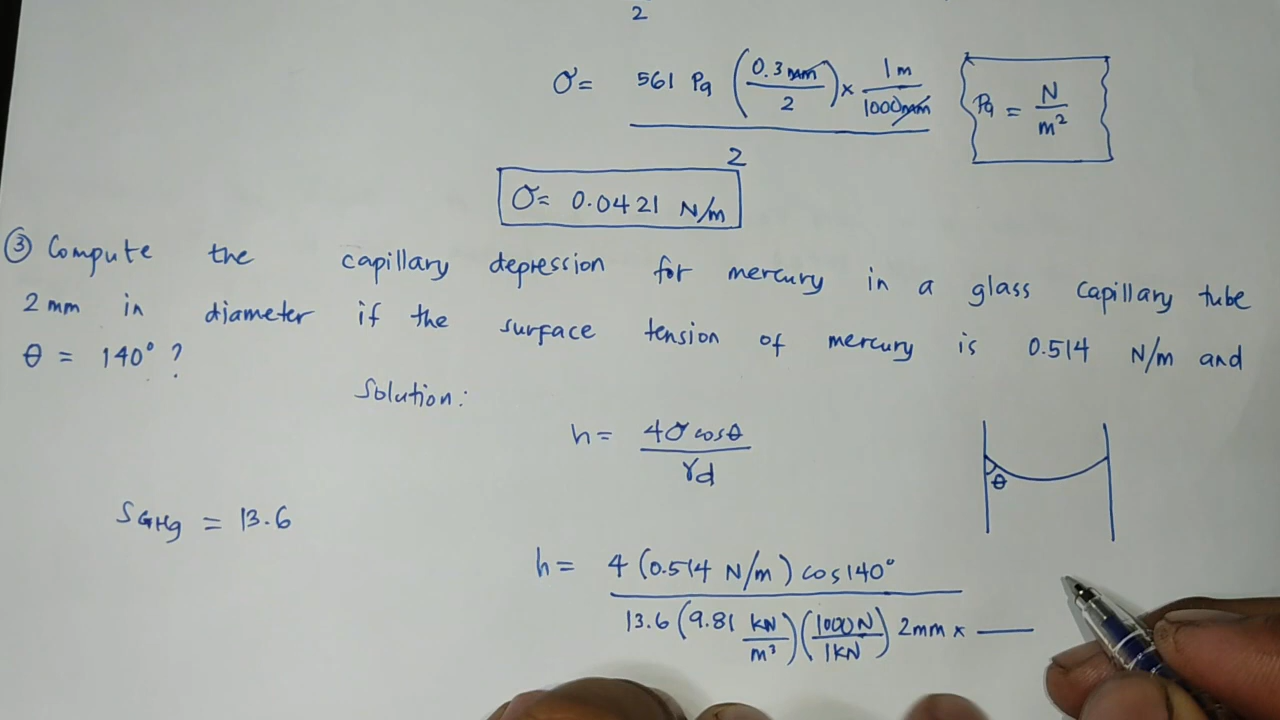 2
σ = 561 Pa (0.3 mm / 2) × 1 m / 1000 mm
2
Pa = N / m²
σ = 0.0421 N/m
③ Compute the capillary depression for mercury in a glass capillary tube
2 mm in diameter if the surface tension of mercury is 0.514 N/m and
θ = 140° ?
Solution:
h = 4σ cosθ / γd
θ
SGHg = 13.6
h = 4 (0.514 N/m) cos 140°
13.6 (9.81 kN / m³) (1000 N / 1 kN) 2mm ×